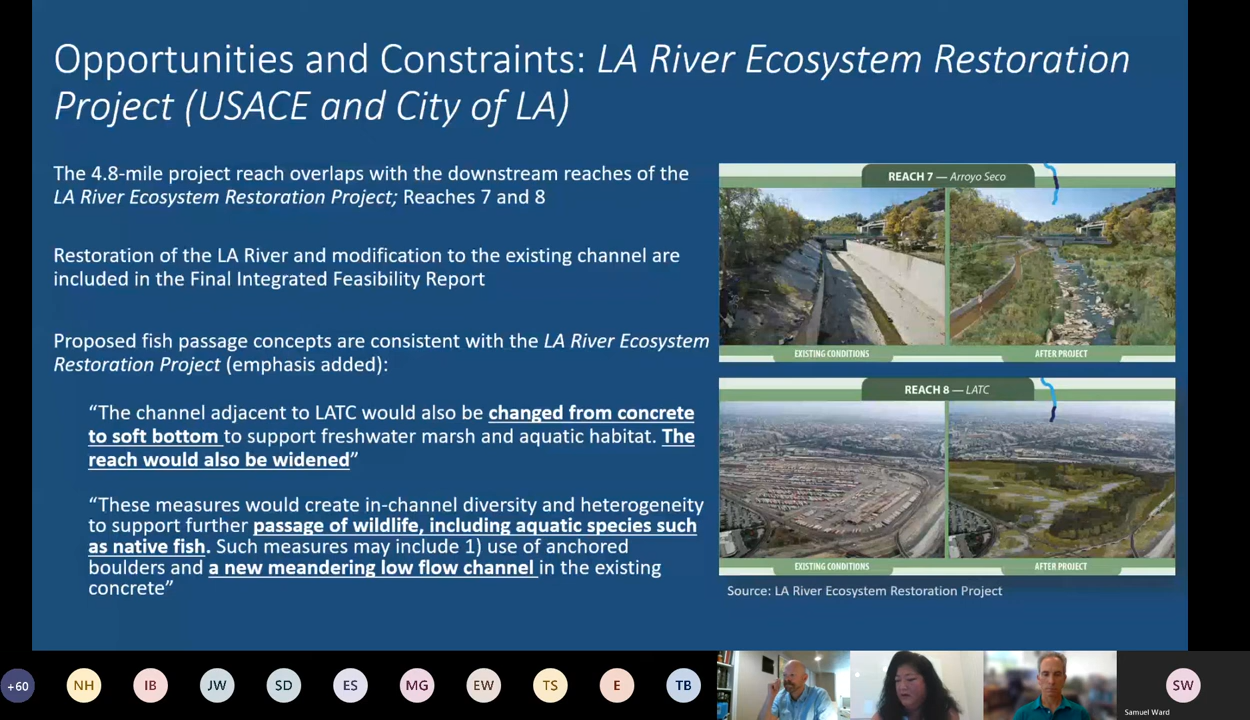 Opportunities and Constraints: LA River Ecosystem Restoration
Project (USACE and City of LA)
The 4.8-mile project reach overlaps with the downstream reaches of the
LA River Ecosystem Restoration Project; Reaches 7 and 8
Restoration of the LA River and modification to the existing channel are
included in the Final Integrated Feasibility Report
Proposed fish passage concepts are consistent with the LA River Ecosystem
Restoration Project (emphasis added):
“The channel adjacent to LATC would also be changed from concrete
to soft bottom to support freshwater marsh and aquatic habitat. The
reach would also be widened”
“These measures would create in-channel diversity and heterogeneity
to support further passage of wildlife, including aquatic species such
as native fish. Such measures may include 1) use of anchored
boulders and a new meandering low flow channel in the existing
concrete”
REACH 7 — Arroyo Seco
EXISTING CONDITIONS
AFTER PROJECT
REACH 8 — LATC
EXISTING CONDITIONS
AFTER PROJECT
Source: LA River Ecosystem Restoration Project
+60
NH
IB
JW
SD
ES
MG
EW
TS
E
TB
SW
Samuel Ward